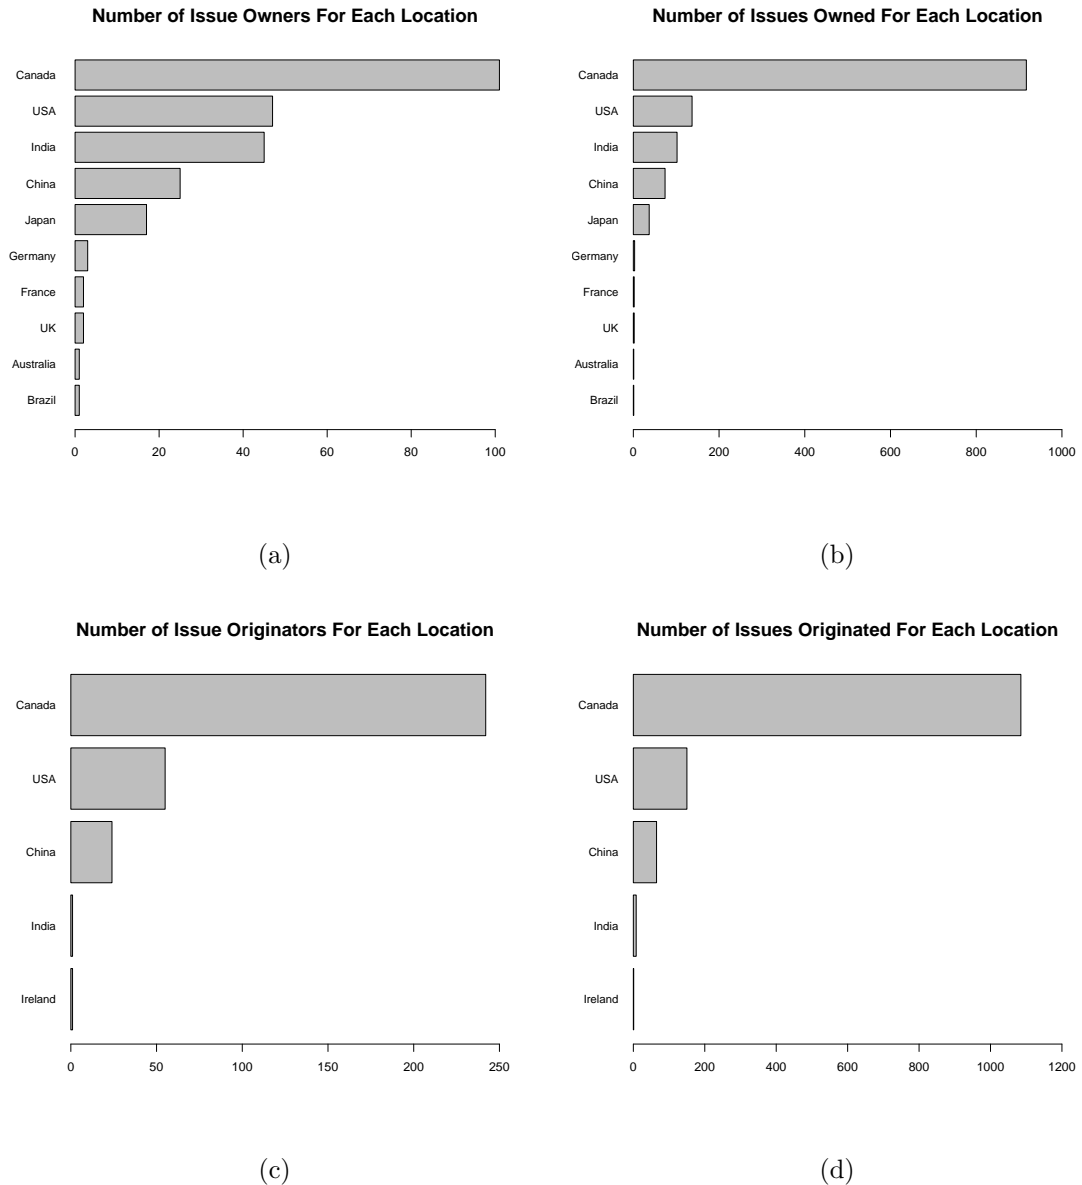 Number of Issue Owners For Each Location
Canada
USA
India
China
Japan
Germany
France
UK
Australia
Brazil
0 20 40 60 80 100
(a)
Number of Issues Owned For Each Location
Canada
USA
India
China
Japan
Germany
France
UK
Australia
Brazil
0 200 400 600 800 1000
(b)
Number of Issue Originators For Each Location
Canada
USA
China
India
Ireland
0 50 100 150 200 250
(c)
Number of Issues Originated For Each Location
Canada
USA
China
India
Ireland
0 200 400 600 800 1000 1200
(d)